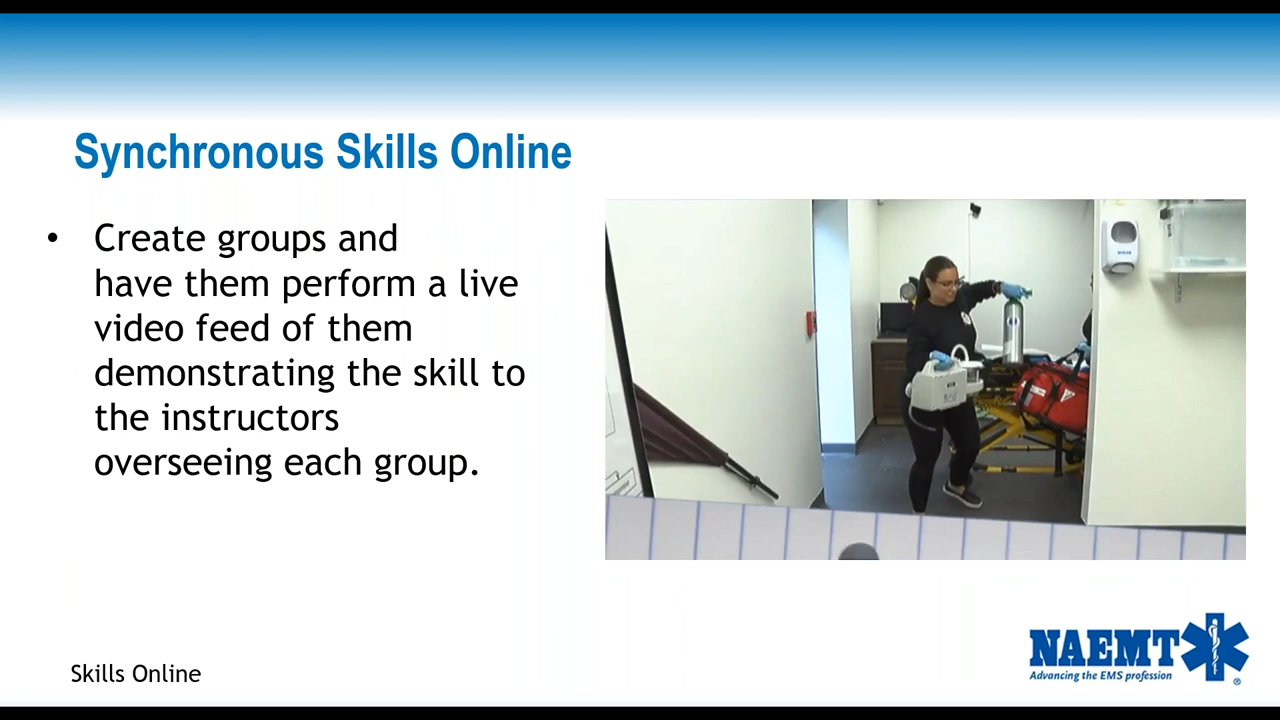 Synchronous Skills Online
• Create groups and
have them perform a live
video feed of them
demonstrating the skill to
the instructors
overseeing each group.
Skills Online
NAEMT
Advancing the EMS profession
®